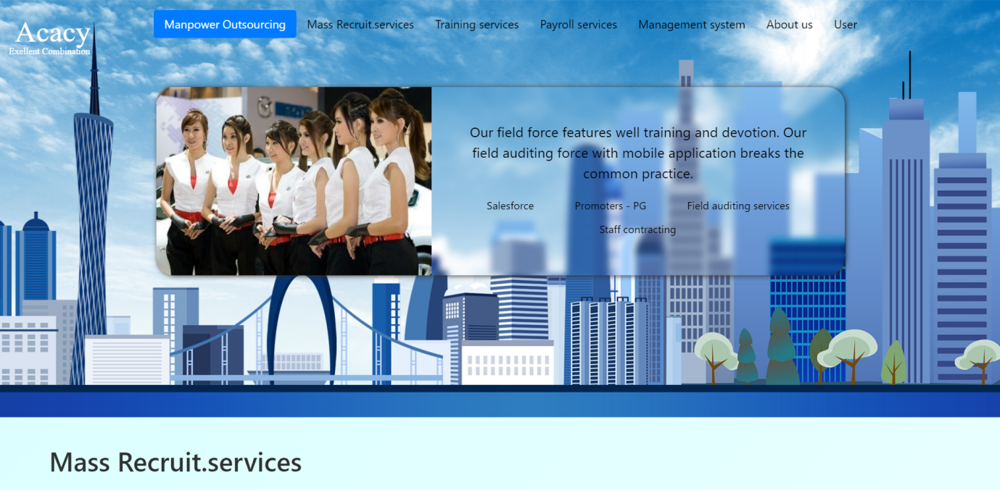 Acacy
Exellent Combination
Manpower Outsourcing
Mass Recruit.services
Training services
Payroll services
Management system
About us
User
Our field force features well training and devotion. Our
field auditing force with mobile application breaks the
common practice.
Salesforce
Promoters - PG
Field auditing services
Staff contracting
Mass Recruit.services